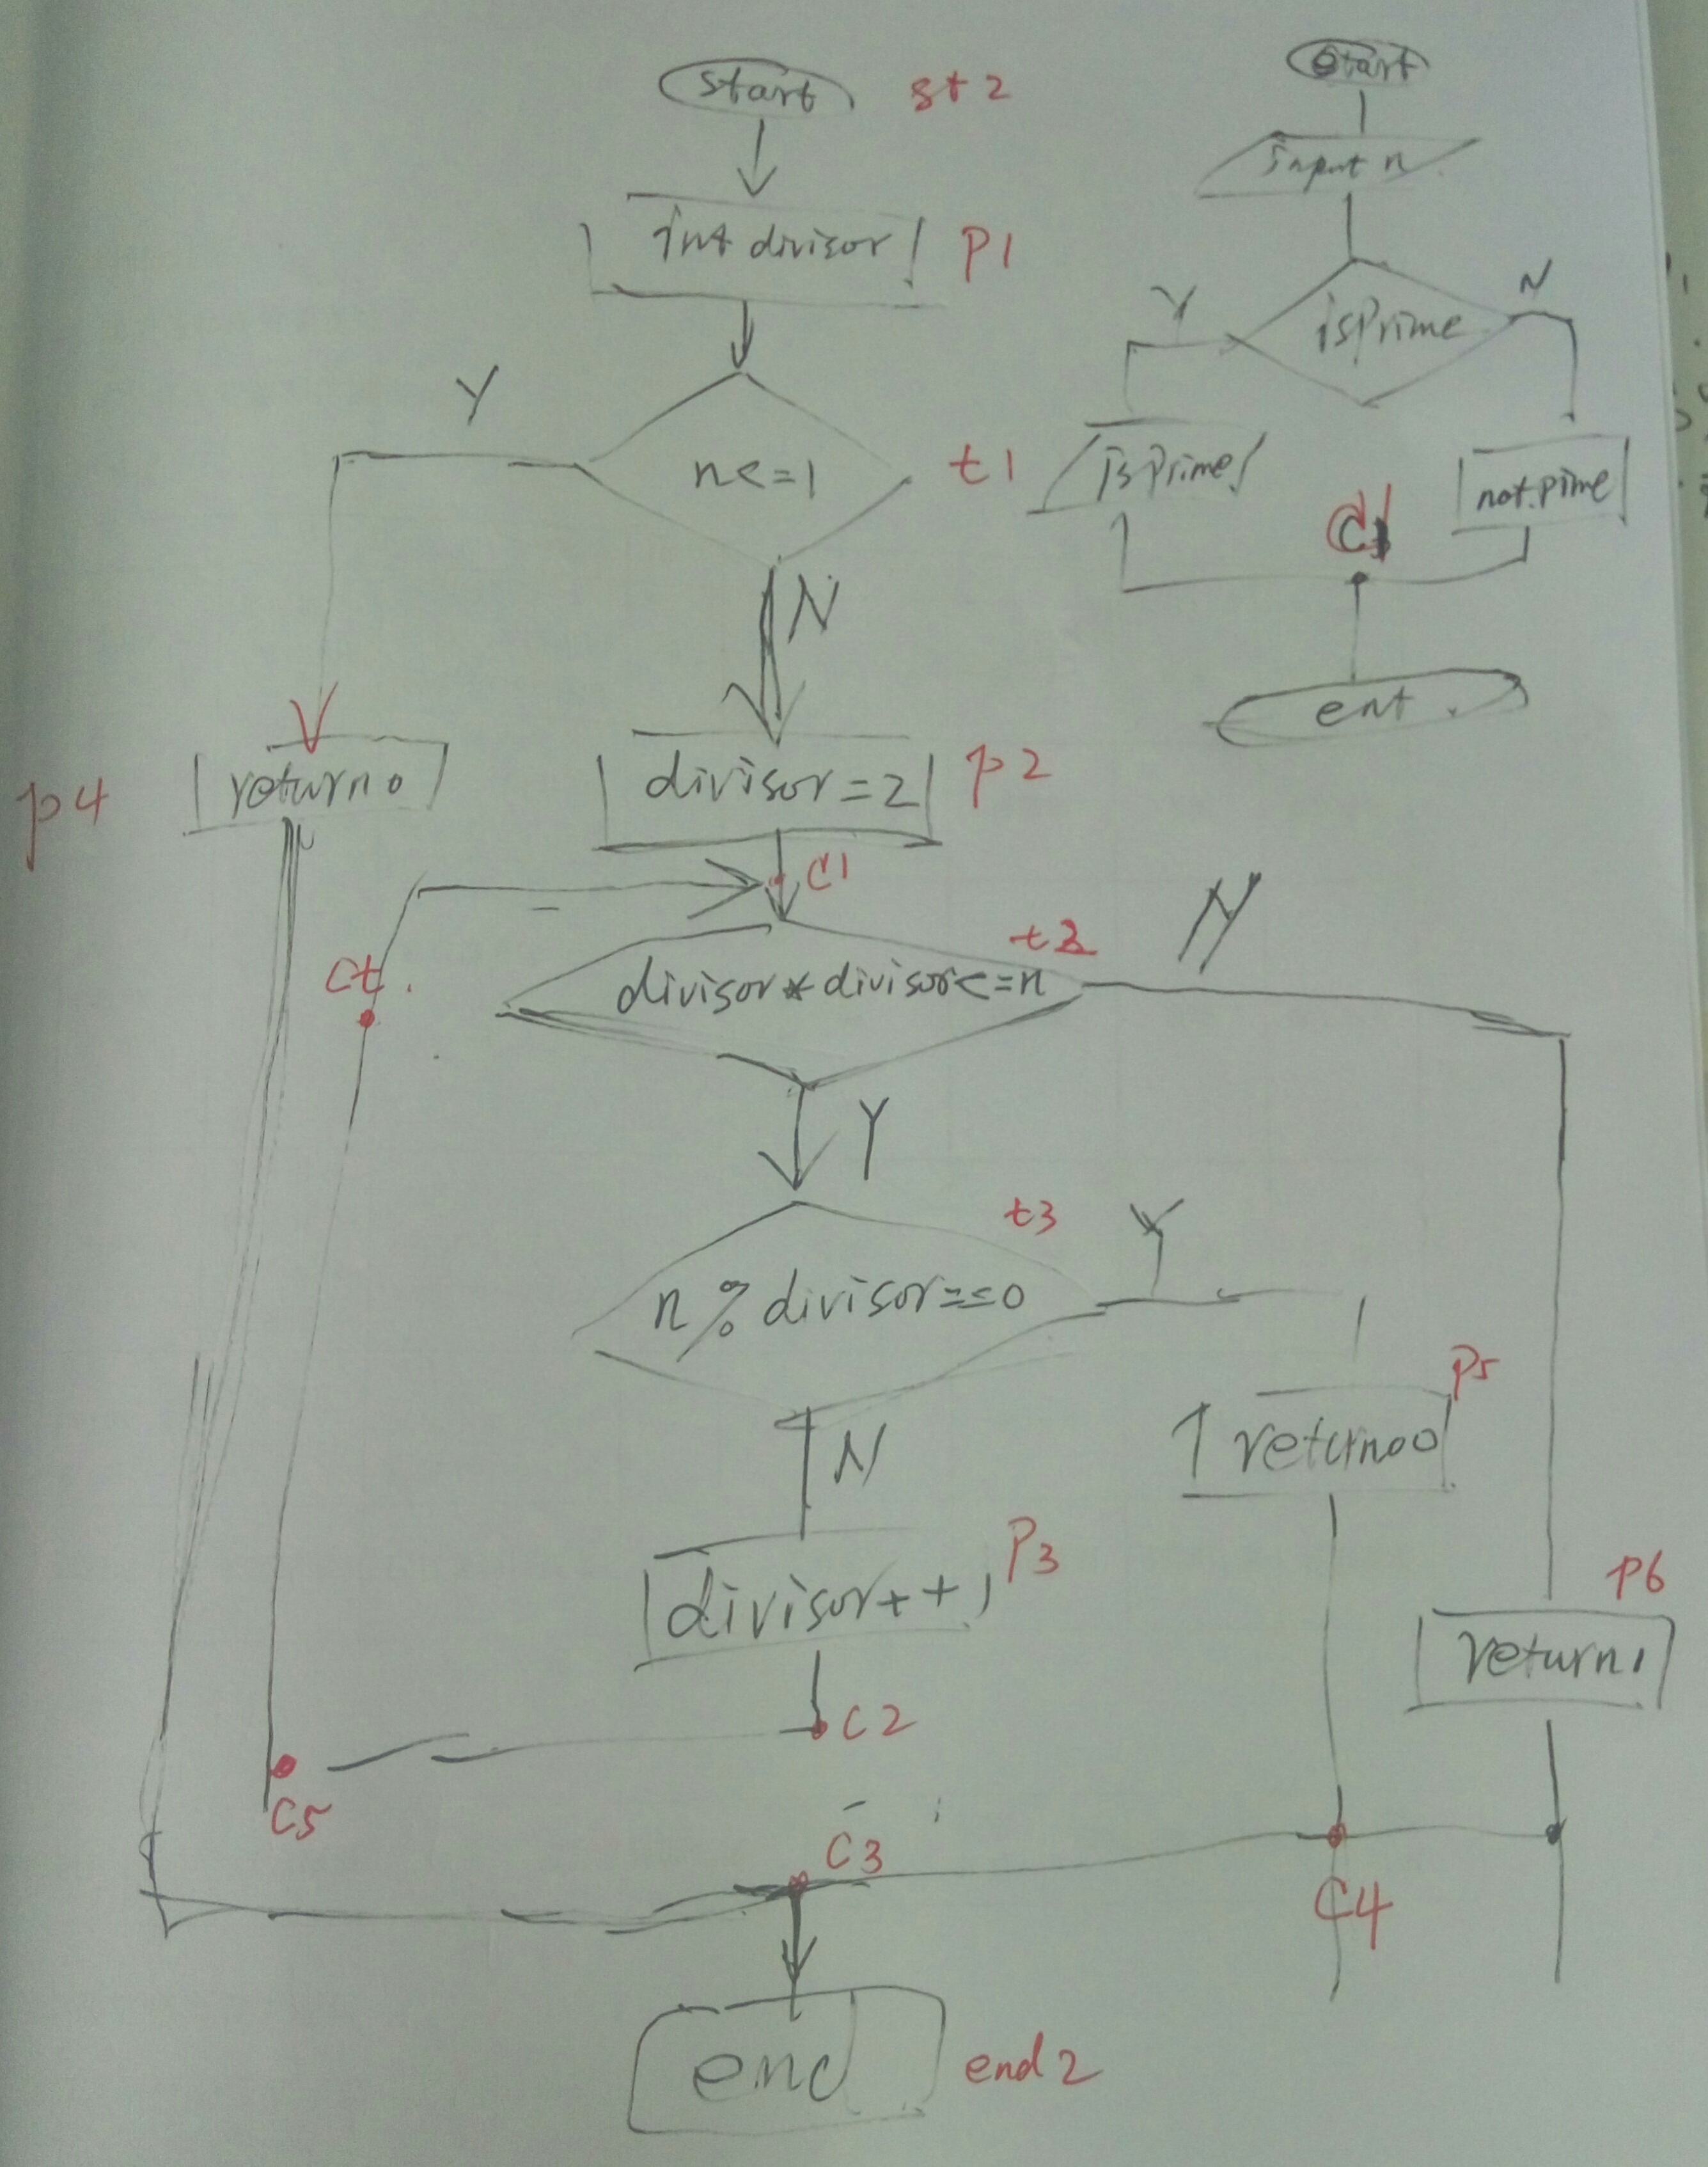 start st2
int divisor p1
Y
n<=1 t1
N
p4 return 0
divisor=2 p2
c1
ct.
t2
divisor*divisor<=n
N
Y
t3
n%divisor==0
Y
N
p5
return 0
divisor++ p3
p6
return 1
c2
c5
c3
c4
end end2
start
input n
isprime
Y
N
isprime
not.pime
ent.